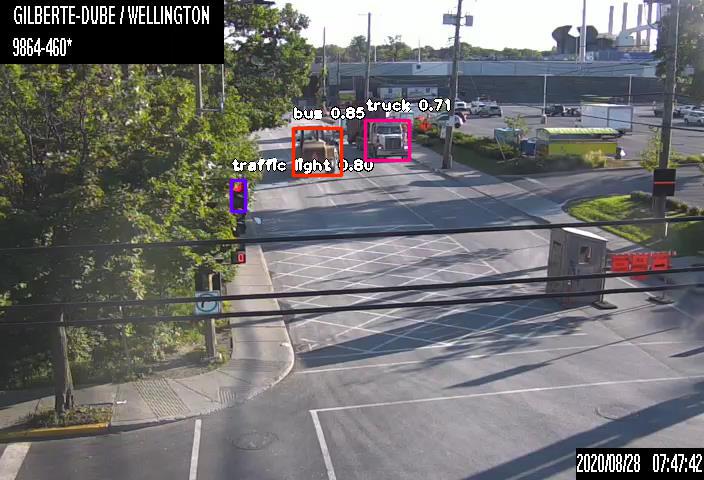 GILBERTE-DUBE / WELLINGTON
9864-460*
bus 0.85
truck 0.71
traffic light 0.80
0
2020/08/28 07:47:42